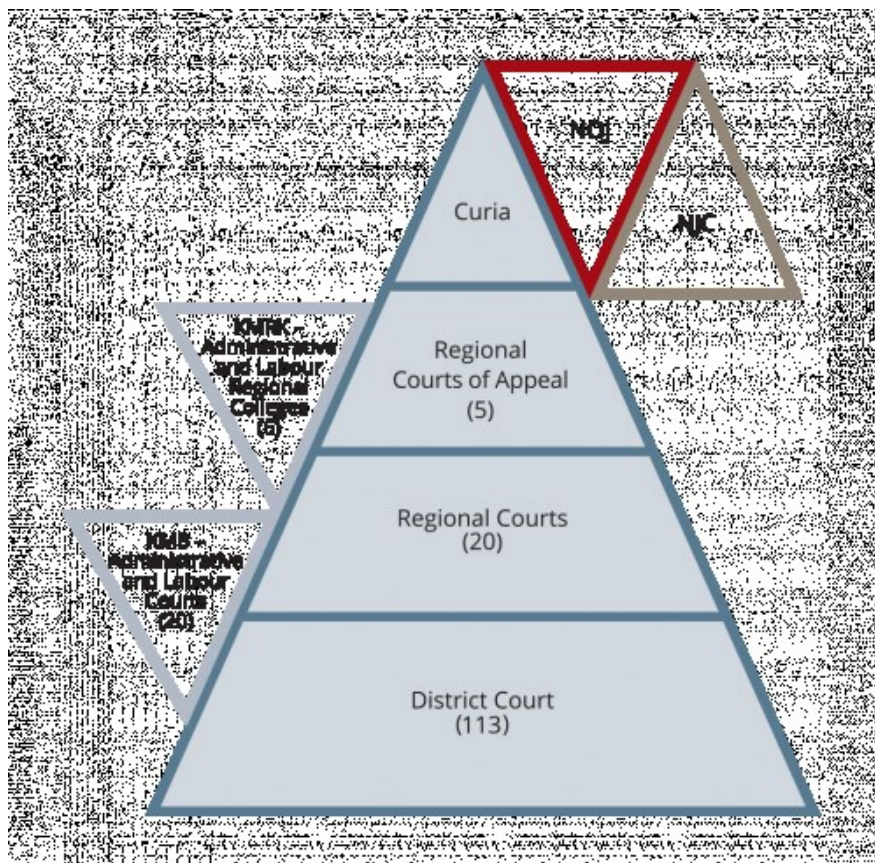 NOJ
Curia
NJC
KMRK –
Administrative
and Labour
Regional
Colleges
Regional
Courts of Appeal
(5)
KMB –
Administrative
and Labour
Courts
(20)
Regional Courts
(20)
District Court
(113)